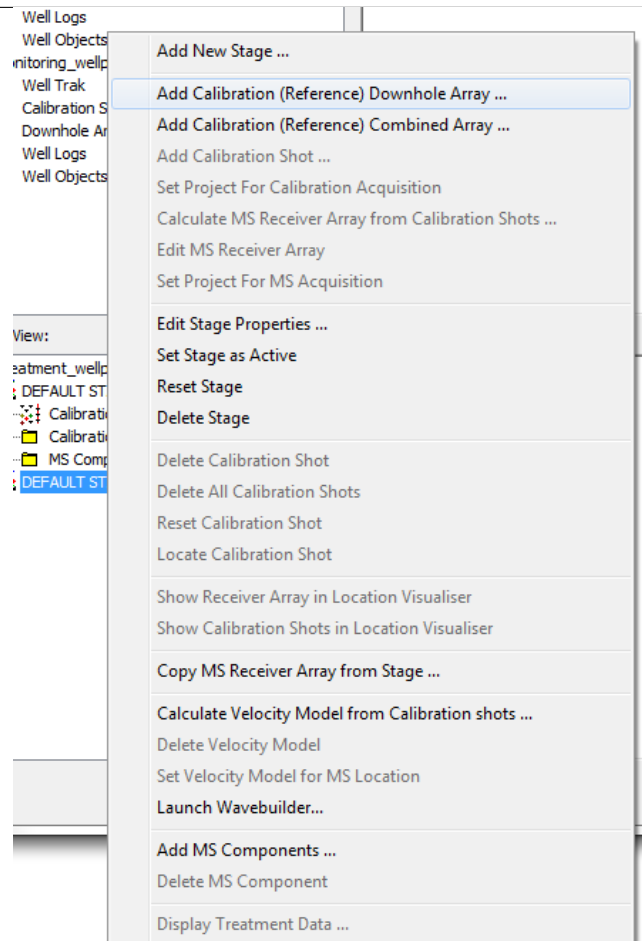 Well Logs
Well Objects
Well Trak
Calibration S
Downhole Ar
Well Logs
Well Objects
View:
DEFAULT ST
Calibrati
Calibrati
MS Comp
DEFAULT ST
Add New Stage ...
Add Calibration (Reference) Downhole Array ...
Add Calibration (Reference) Combined Array ...
Add Calibration Shot ...
Set Project For Calibration Acquisition
Calculate MS Receiver Array from Calibration Shots ...
Edit MS Receiver Array
Set Project For MS Acquisition
Edit Stage Properties ...
Set Stage as Active
Reset Stage
Delete Stage
Delete Calibration Shot
Delete All Calibration Shots
Reset Calibration Shot
Locate Calibration Shot
Show Receiver Array in Location Visualiser
Show Calibration Shots in Location Visualiser
Copy MS Receiver Array from Stage ...
Calculate Velocity Model from Calibration shots ...
Delete Velocity Model
Set Velocity Model for MS Location
Launch Wavebuilder...
Add MS Components ...
Delete MS Component
Display Treatment Data ...